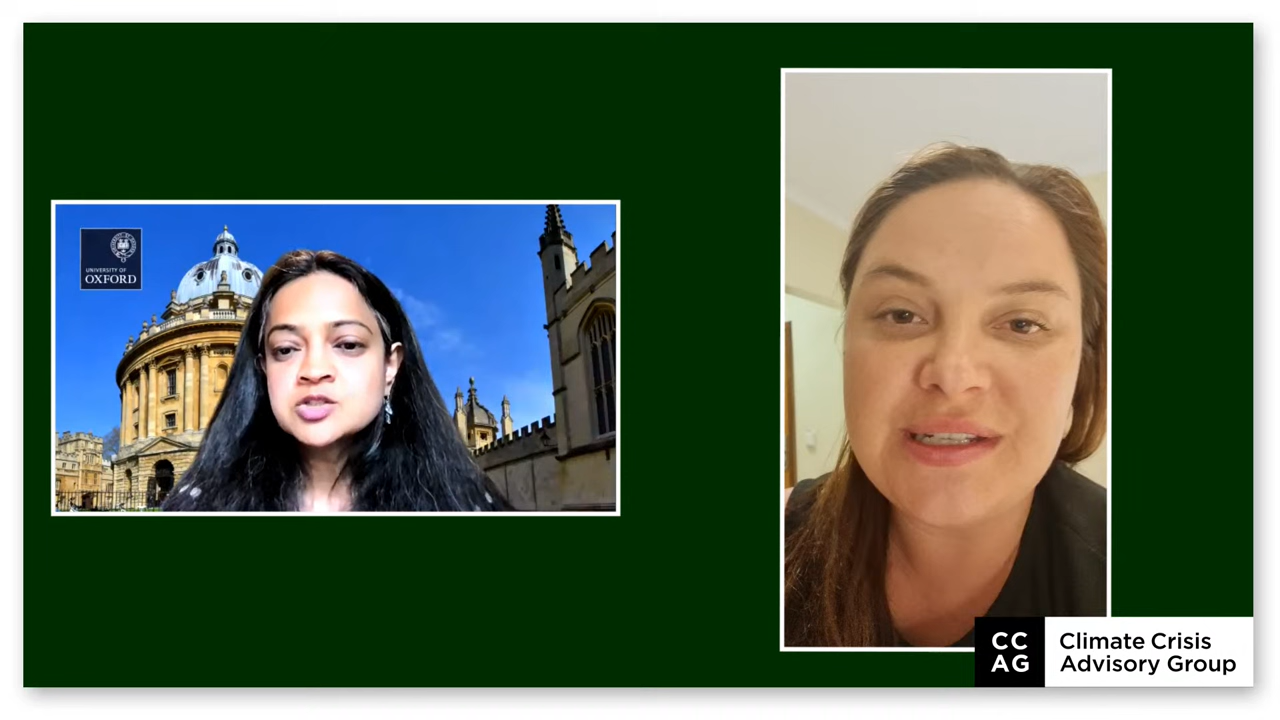 UNIVERSITY OF
OXFORD
CC
AG
Climate Crisis
Advisory Group